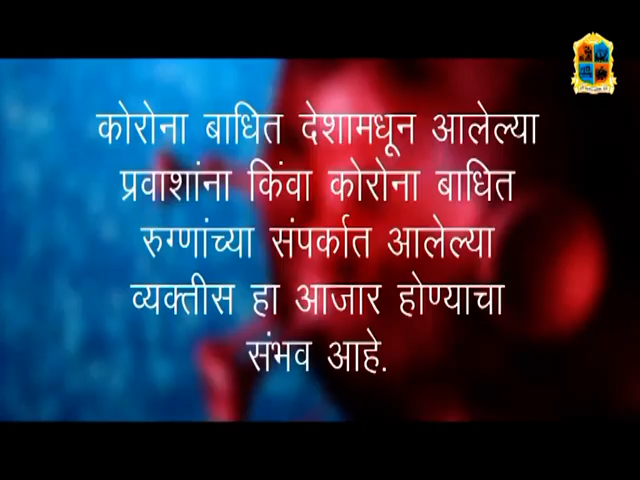 कोरोना बाधित देशामधून आलेल्या
प्रवाशांना किंवा कोरोना बाधित
रुग्णांच्या संपर्कात आलेल्या
व्यक्तीस हा आजार होण्याचा
संभव आहे.